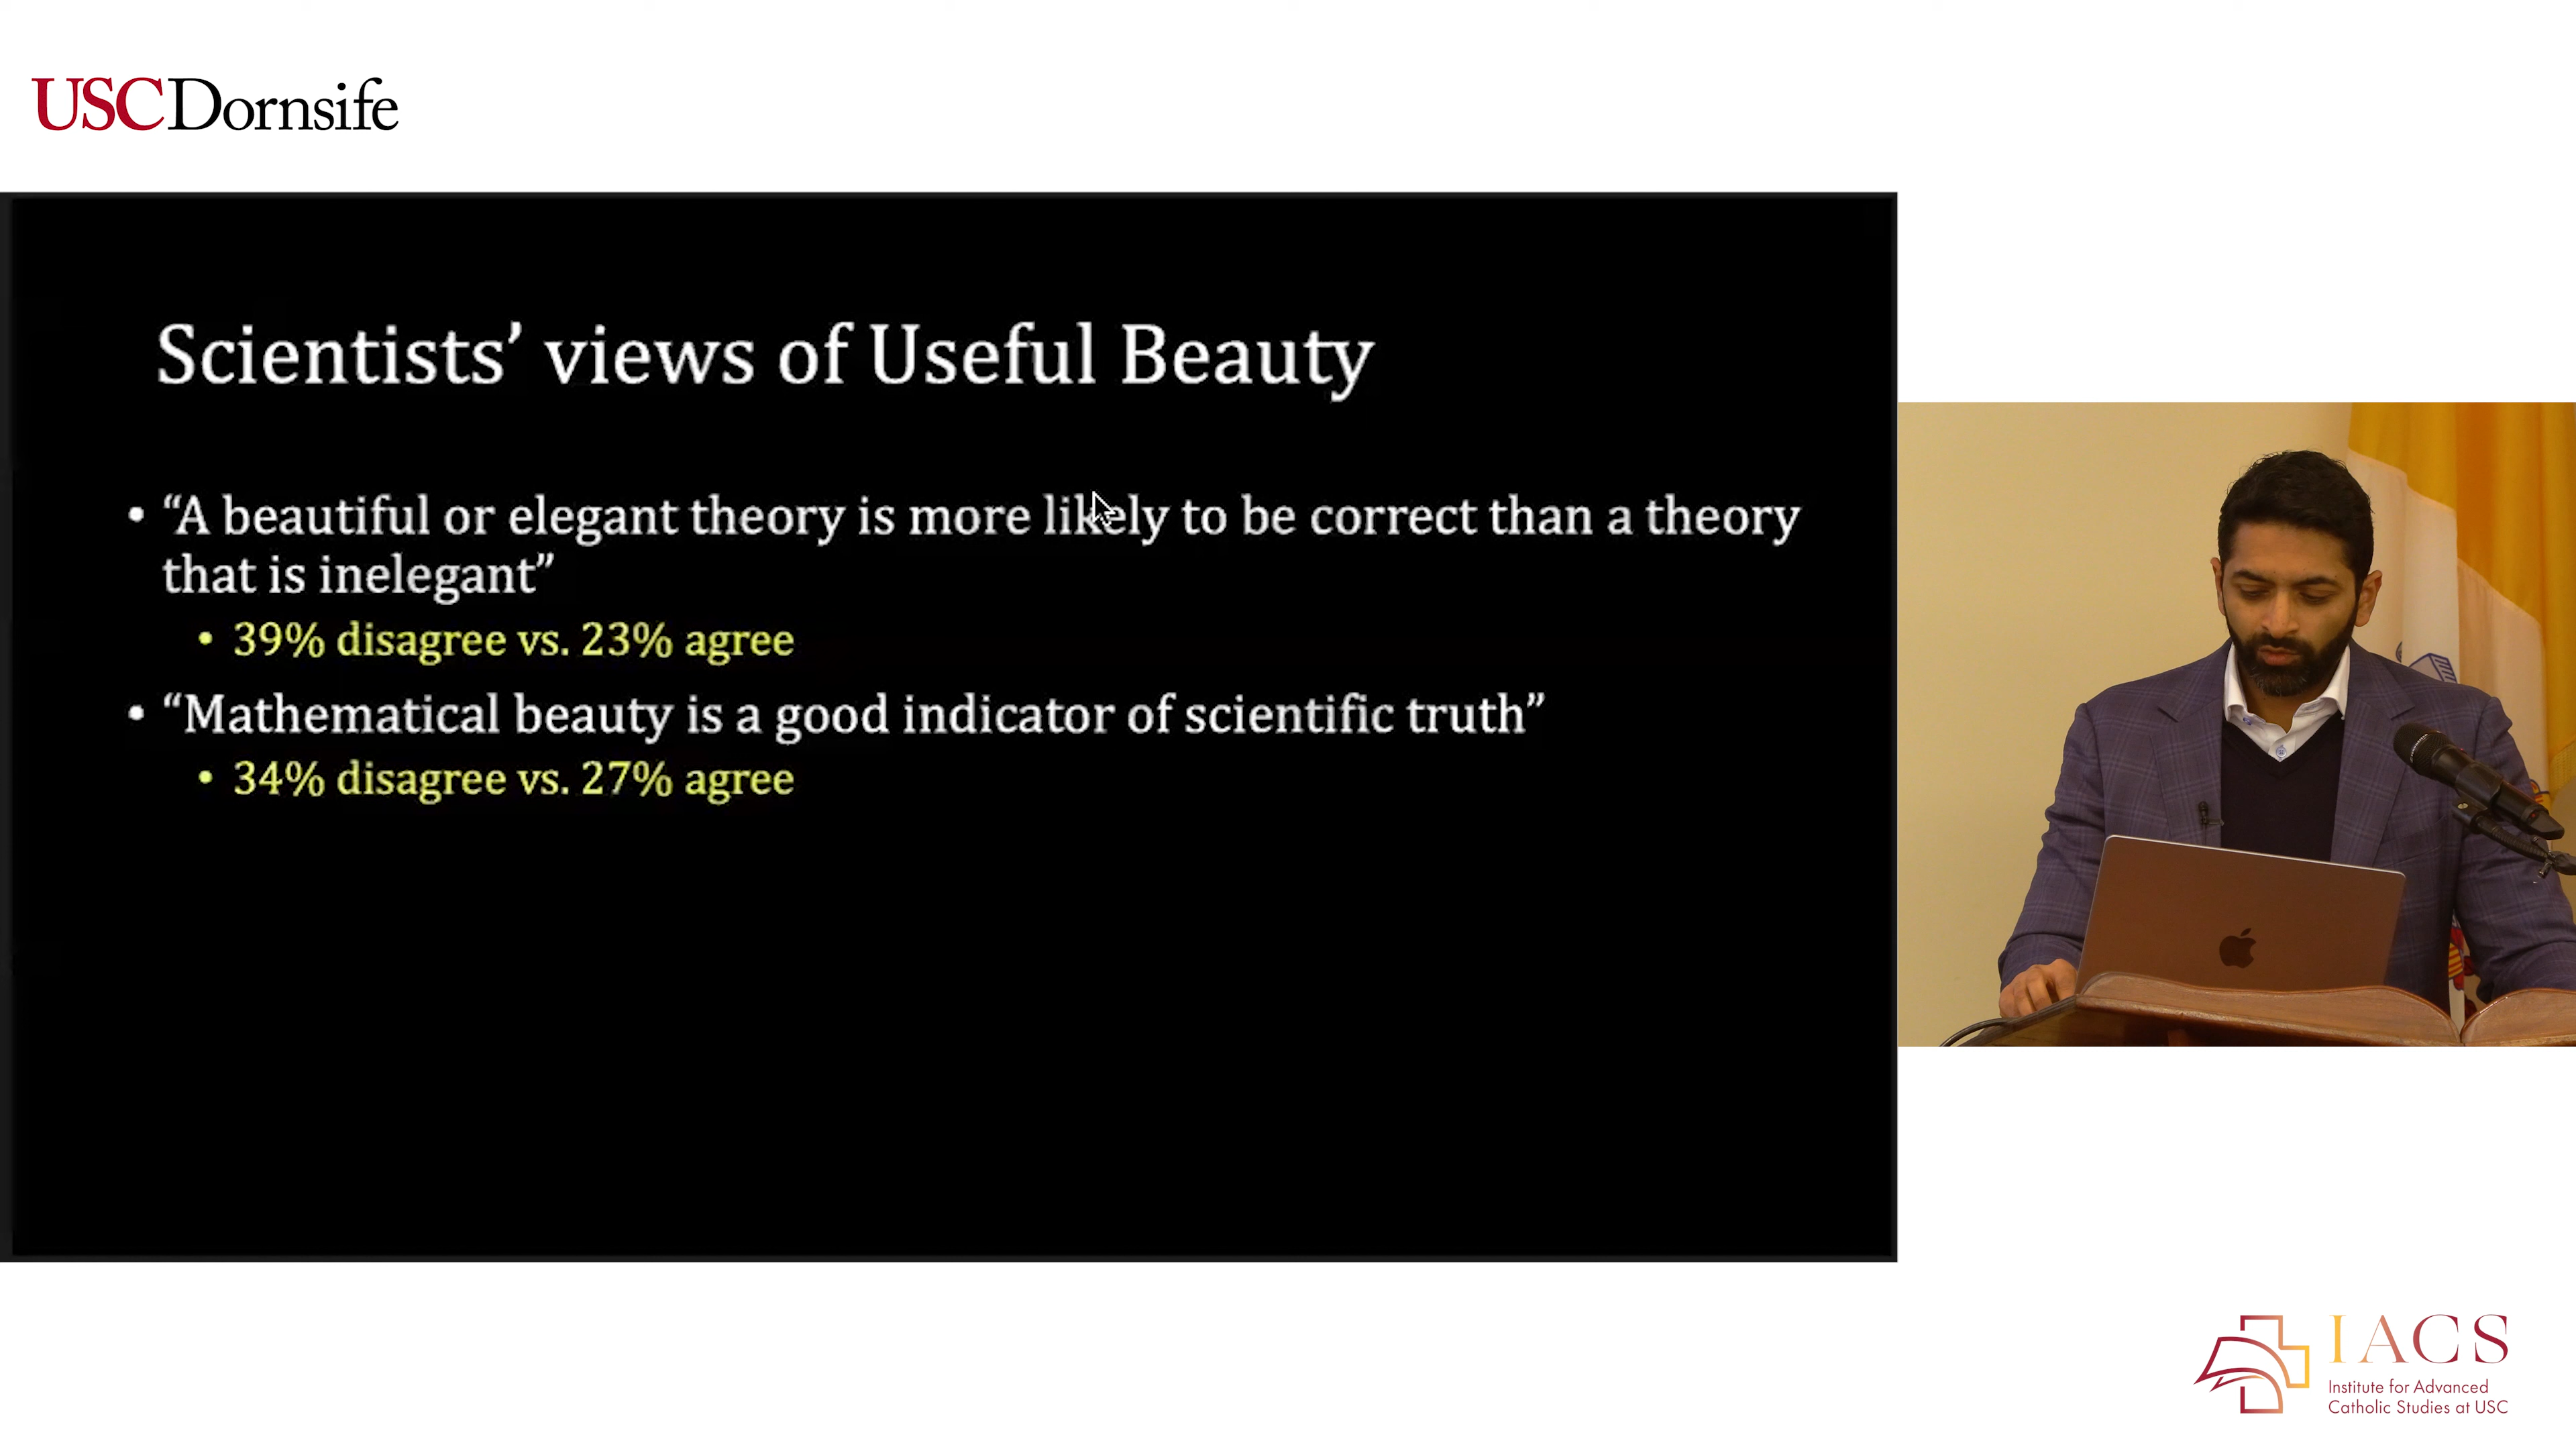 USCDornsife
Scientists’ views of Useful Beauty
• “A beautiful or elegant theory is more likely to be correct than a theory
that is inelegant”
• 39% disagree vs. 23% agree
• “Mathematical beauty is a good indicator of scientific truth”
• 34% disagree vs. 27% agree
IACS
Institute for Advanced
Catholic Studies at USC